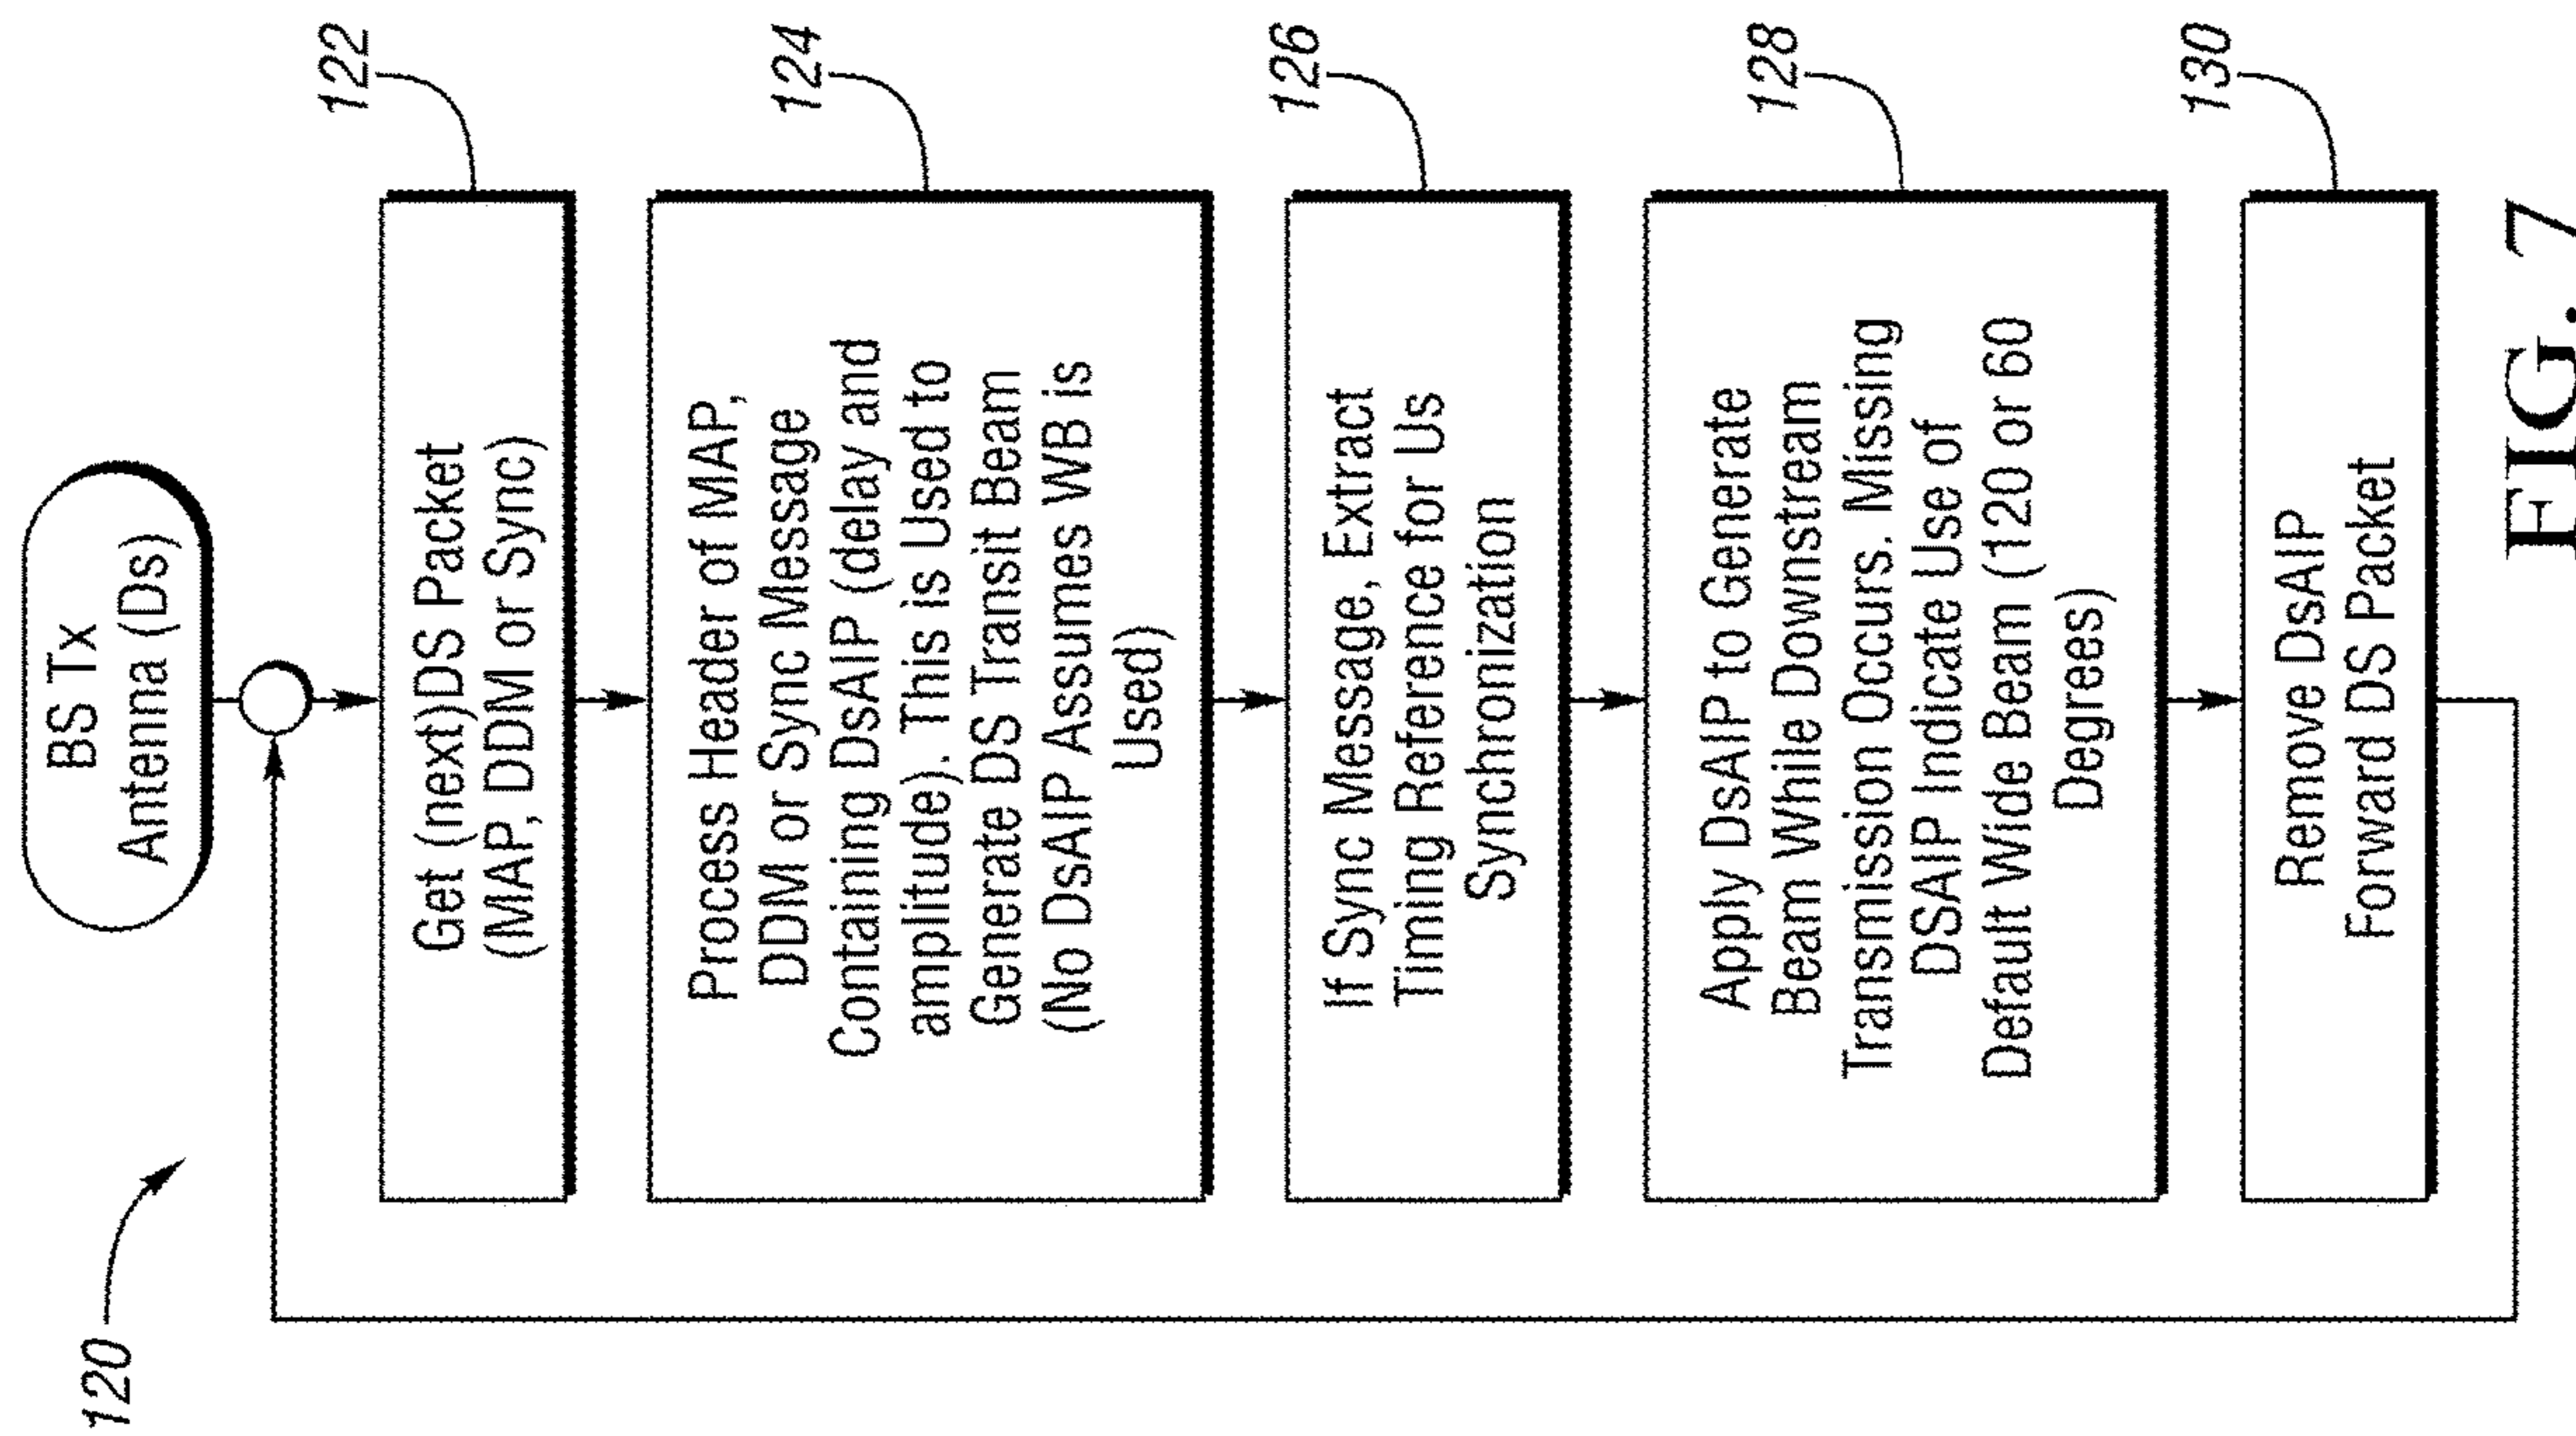 120
BS Tx
Antenna (Ds)
122
Get (next)DS Packet
(MAP, DDM or Sync)
124
Process Header of MAP,
DDM or Sync Message
Containing DsAIP (delay and
amplitude). This is Used to
Generate DS Transit Beam
(No DsAIP Assumes WB is
Used)
126
If Sync Message, Extract
Timing Reference for Us
Synchronization
128
Apply DsAIP to Generate
Beam While Downstream
Transmission Occurs. Missing
DSAIP Indicate Use of
Default Wide Beam (120 or 60
Degrees)
130
Remove DsAIP
Forward DS Packet
FIG. 7